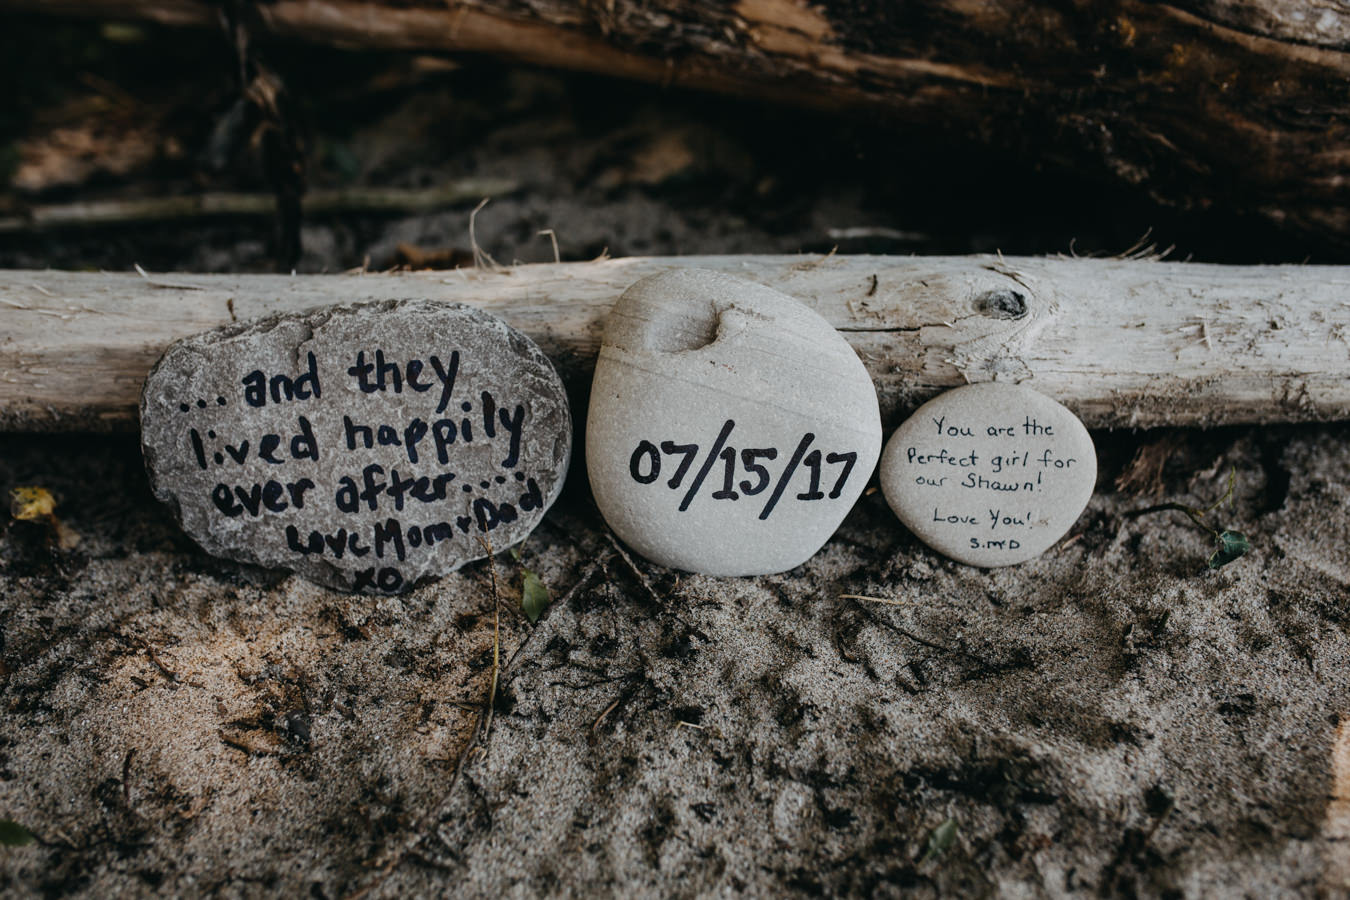 ... and they
lived happily
ever after....
Love Mom + Dad
XO
07/15/17
You are the
Perfect girl for
our Shawn!
Love You!
S.M+D